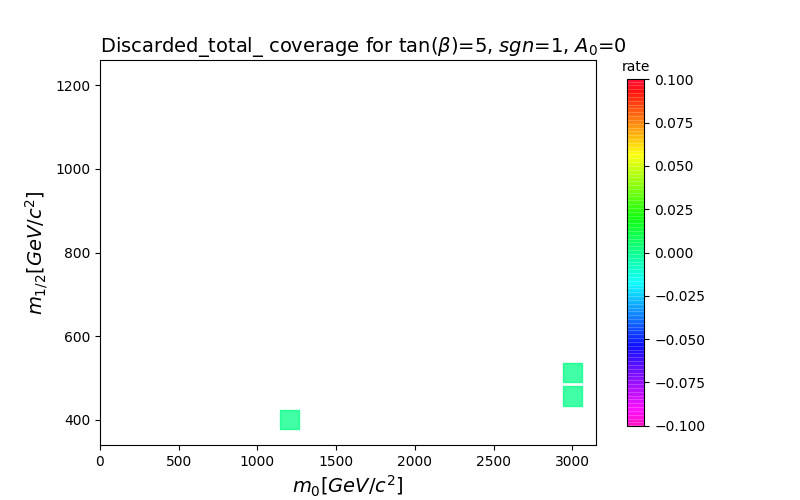 Discarded_total_ coverage for tan(β)=5, sgn=1, A₀=0
rate
0.100
0.075
0.050
0.025
0.000
−0.025
−0.050
−0.075
−0.100
1200
1000
800
600
400
m₁/₂[GeV/c²]
0 500 1000 1500 2000 2500 3000
m₀[GeV/c²]